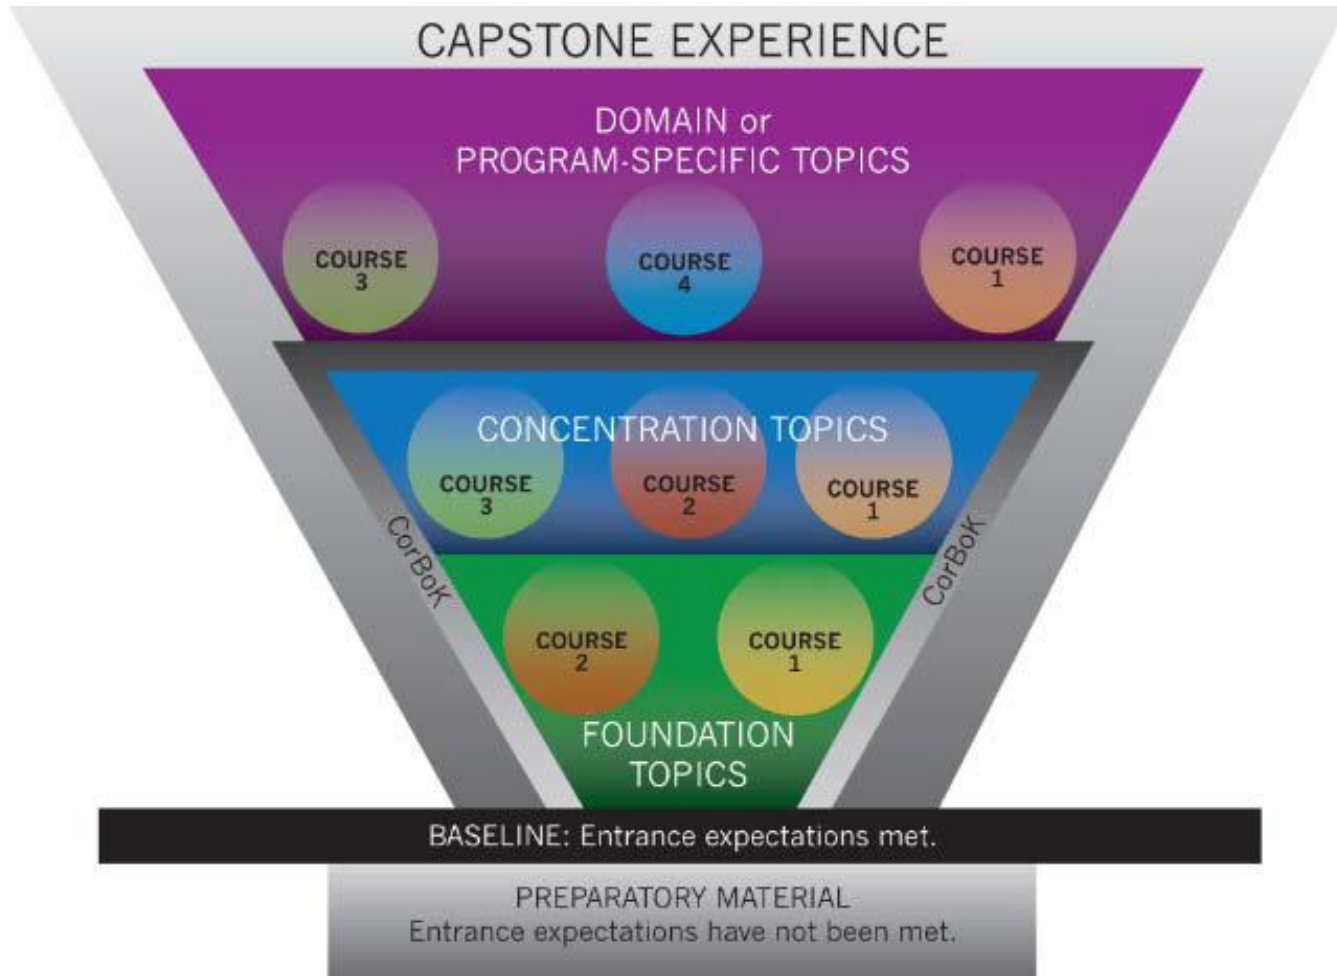 CAPSTONE EXPERIENCE
DOMAIN or
PROGRAM-SPECIFIC TOPICS
COURSE
3
COURSE
4
COURSE
1
CONCENTRATION TOPICS
COURSE
3
COURSE
2
COURSE
1
CorBoK
CorBoK
COURSE
2
COURSE
1
FOUNDATION
TOPICS
BASELINE: Entrance expectations met.
PREPARATORY MATERIAL
Entrance expectations have not been met.